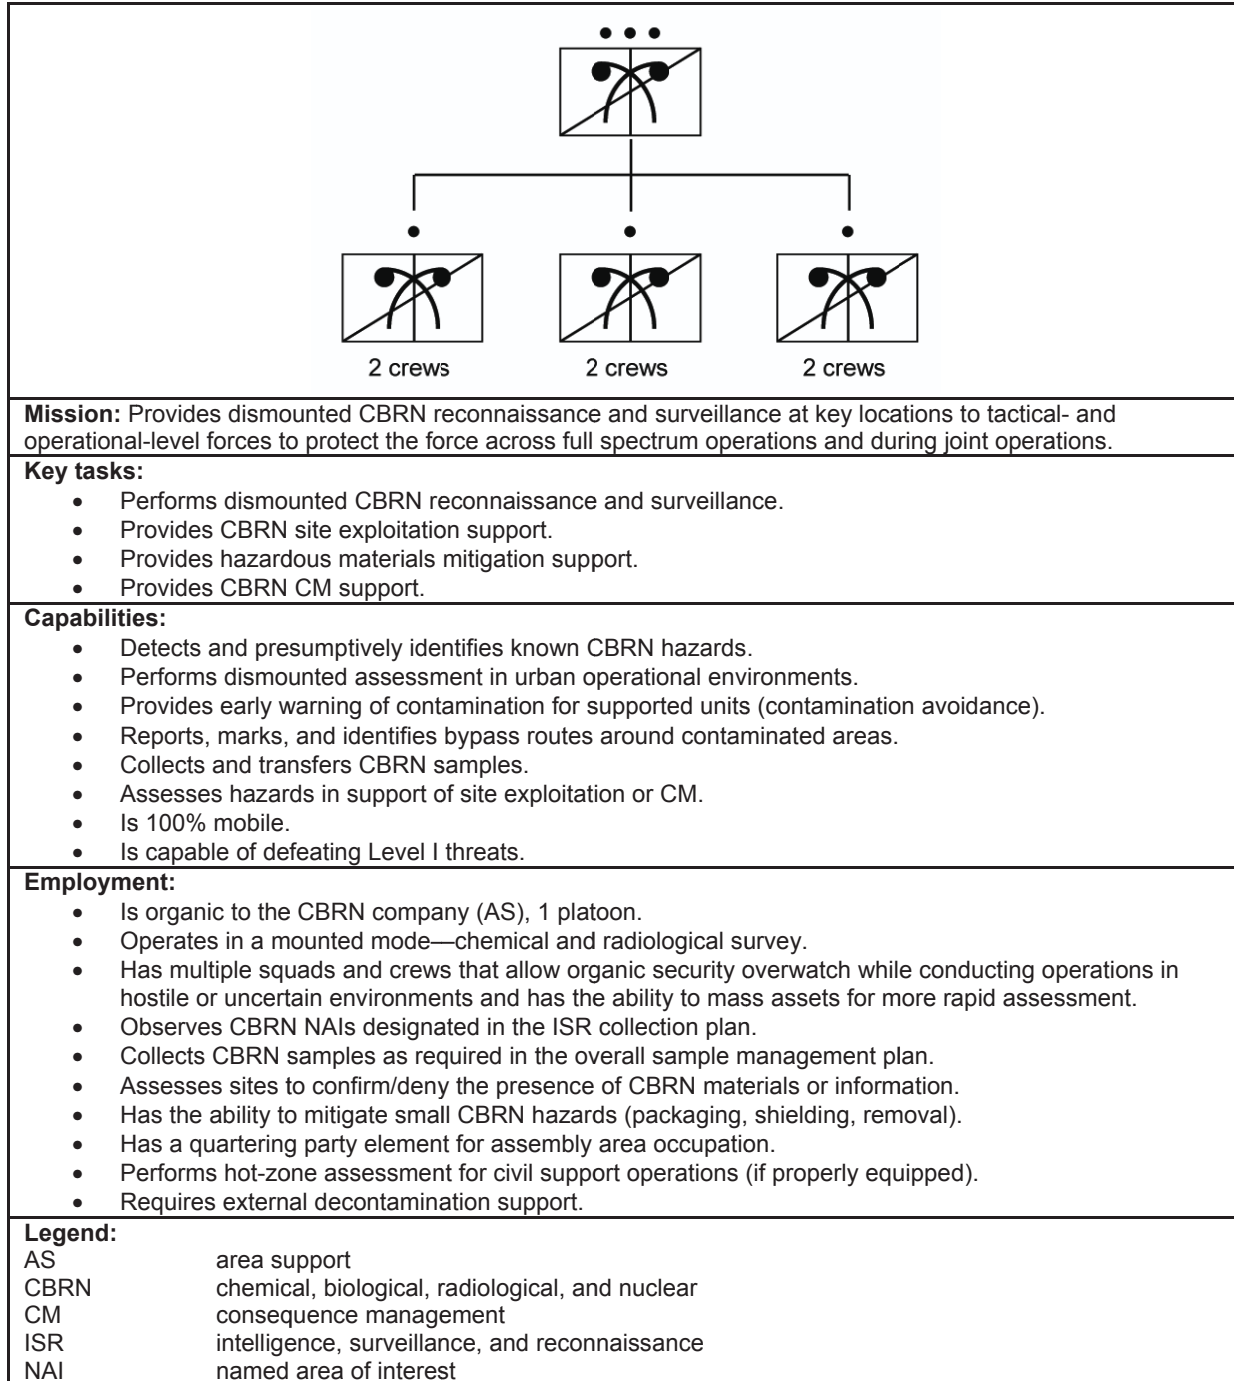 2 crews 2 crews 2 crews
Mission: Provides dismounted CBRN reconnaissance and surveillance at key locations to tactical- and
operational-level forces to protect the force across full spectrum operations and during joint operations.
Key tasks:
• Performs dismounted CBRN reconnaissance and surveillance.
• Provides CBRN site exploitation support.
• Provides hazardous materials mitigation support.
• Provides CBRN CM support.
Capabilities:
• Detects and presumptively identifies known CBRN hazards.
• Performs dismounted assessment in urban operational environments.
• Provides early warning of contamination for supported units (contamination avoidance).
• Reports, marks, and identifies bypass routes around contaminated areas.
• Collects and transfers CBRN samples.
• Assesses hazards in support of site exploitation or CM.
• Is 100% mobile.
• Is capable of defeating Level I threats.
Employment:
• Is organic to the CBRN company (AS), 1 platoon.
• Operates in a mounted mode—chemical and radiological survey.
• Has multiple squads and crews that allow organic security overwatch while conducting operations in
hostile or uncertain environments and has the ability to mass assets for more rapid assessment.
• Observes CBRN NAIs designated in the ISR collection plan.
• Collects CBRN samples as required in the overall sample management plan.
• Assesses sites to confirm/deny the presence of CBRN materials or information.
• Has the ability to mitigate small CBRN hazards (packaging, shielding, removal).
• Has a quartering party element for assembly area occupation.
• Performs hot-zone assessment for civil support operations (if properly equipped).
• Requires external decontamination support.
Legend:
AS area support
CBRN chemical, biological, radiological, and nuclear
CM consequence management
ISR intelligence, surveillance, and reconnaissance
NAI named area of interest